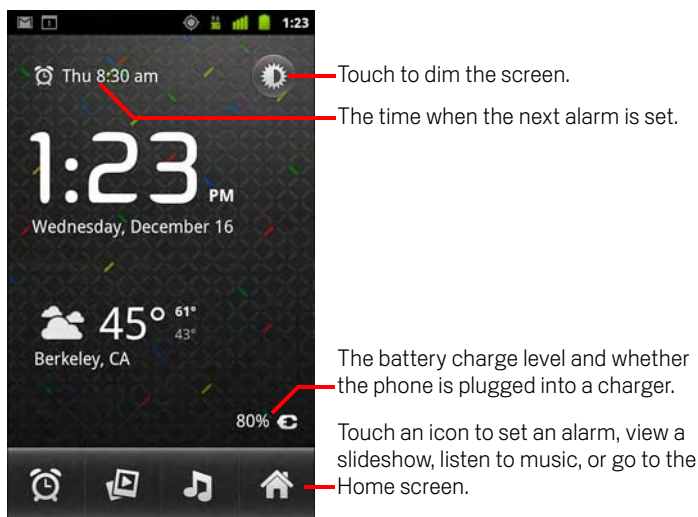 1:23
Thu 8:30 am
Touch to dim the screen.
The time when the next alarm is set.
1:23 PM
Wednesday, December 16
45° 61°
43°
Berkeley, CA
The battery charge level and whether
the phone is plugged into a charger.
80%
Touch an icon to set an alarm, view a
slideshow, listen to music, or go to the
Home screen.